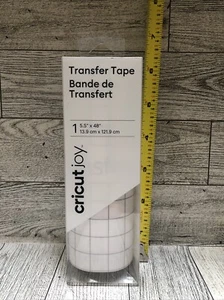 Transfer Tape
Bande de
Transfert
1
5.5" x 48"
13.9 cm x 121.9 cm
cricut joy.